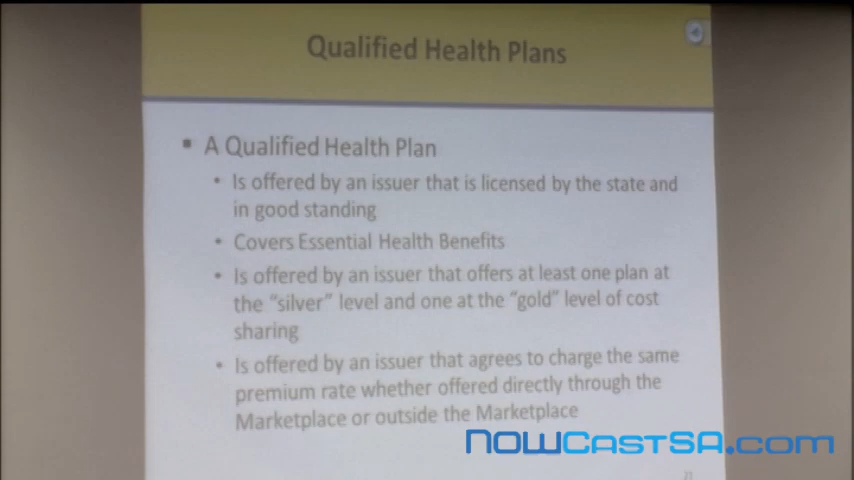 Qualified Health Plans
▪ A Qualified Health Plan
• Is offered by an issuer that is licensed by the state and
in good standing
• Covers Essential Health Benefits
• Is offered by an issuer that offers at least one plan at
the “silver” level and one at the “gold” level of cost
sharing
• Is offered by an issuer that agrees to charge the same
premium rate whether offered directly through the
Marketplace or outside the Marketplace
NOWCASTSA.com